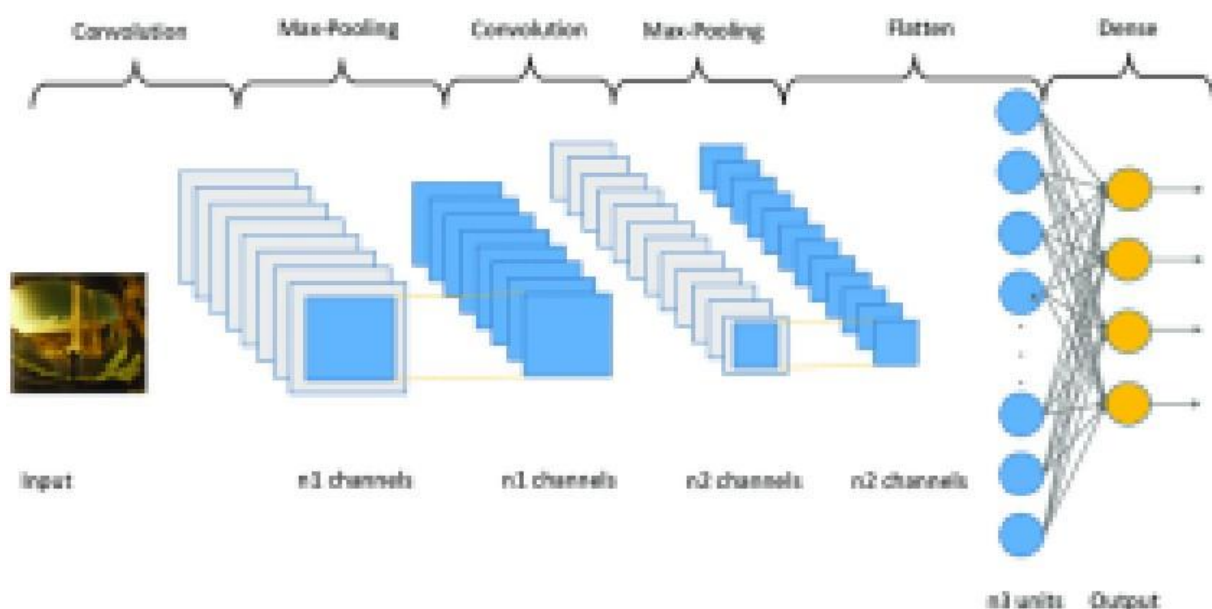 Convolution Max-Pooling Convolution Max-Pooling Flatten Dense
Input n1 channels n1 channels n2 channels n2 channels
n3 units Output